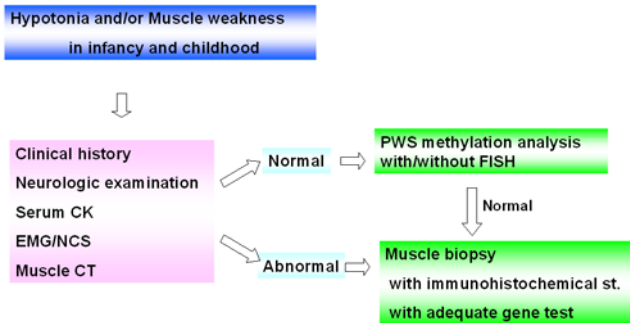 Hypotonia and/or Muscle weakness
in infancy and childhood
Clinical history
Neurologic examination
Serum CK
EMG/NCS
Muscle CT
Normal
Abnormal
PWS methylation analysis
with/without FISH
Normal
Muscle biopsy
with immunohistochemical st.
with adequate gene test